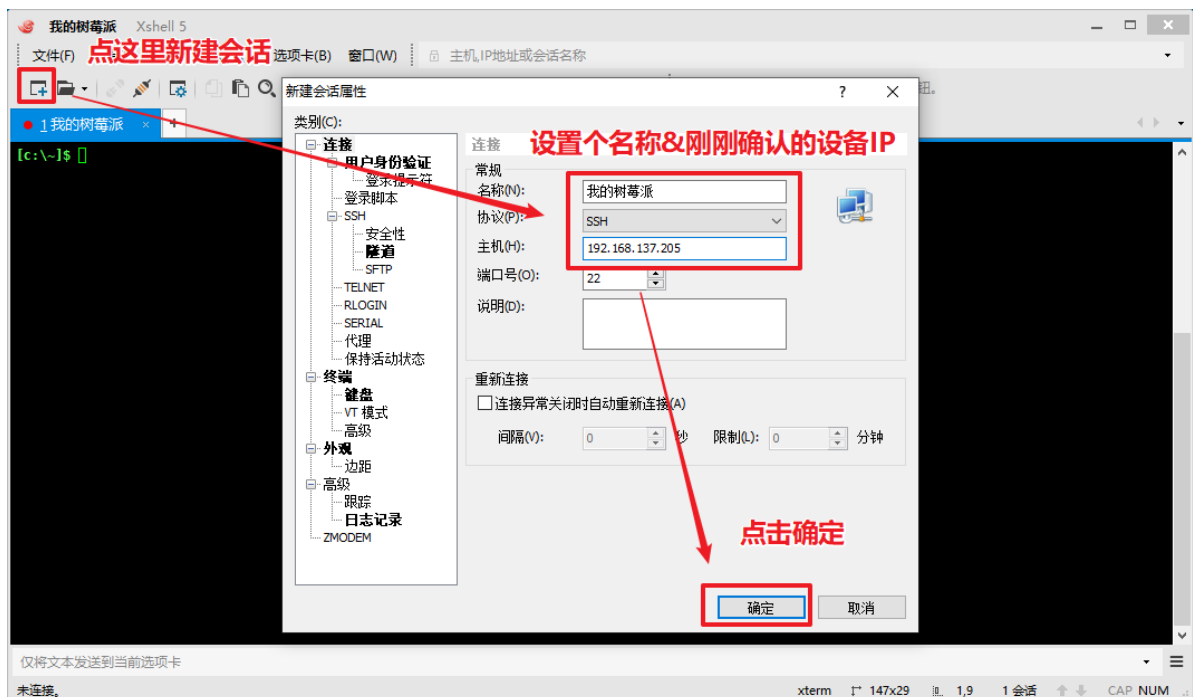 我的树莓派 Xshell 5
文件(F) 点这里新建会话 选项卡(B) 窗口(W) 主机,IP地址或会话名称
钮。
1 我的树莓派 × +
[c:\~]$
新建会话属性 ? ×
类别(C):
连接
用户身份验证
登录提示符
登录脚本
SSH
安全性
隧道
SFTP
TELNET
RLOGIN
SERIAL
代理
保持活动状态
终端
键盘
VT 模式
高级
外观
边距
高级
跟踪
日志记录
ZMODEM
连接 设置个名称&刚刚确认的设备IP
常规
名称(N): 我的树莓派
协议(P): SSH
主机(H): 192.168.137.205
端口号(O): 22
说明(D):
重新连接
连接异常关闭时自动重新连接(A)
间隔(V): 0 秒 限制(L): 0 分钟
点击确定
确定 取消
仅将文本发送到当前选项卡
未连接。 xterm 147x29 1,9 1 会话 CAP NUM